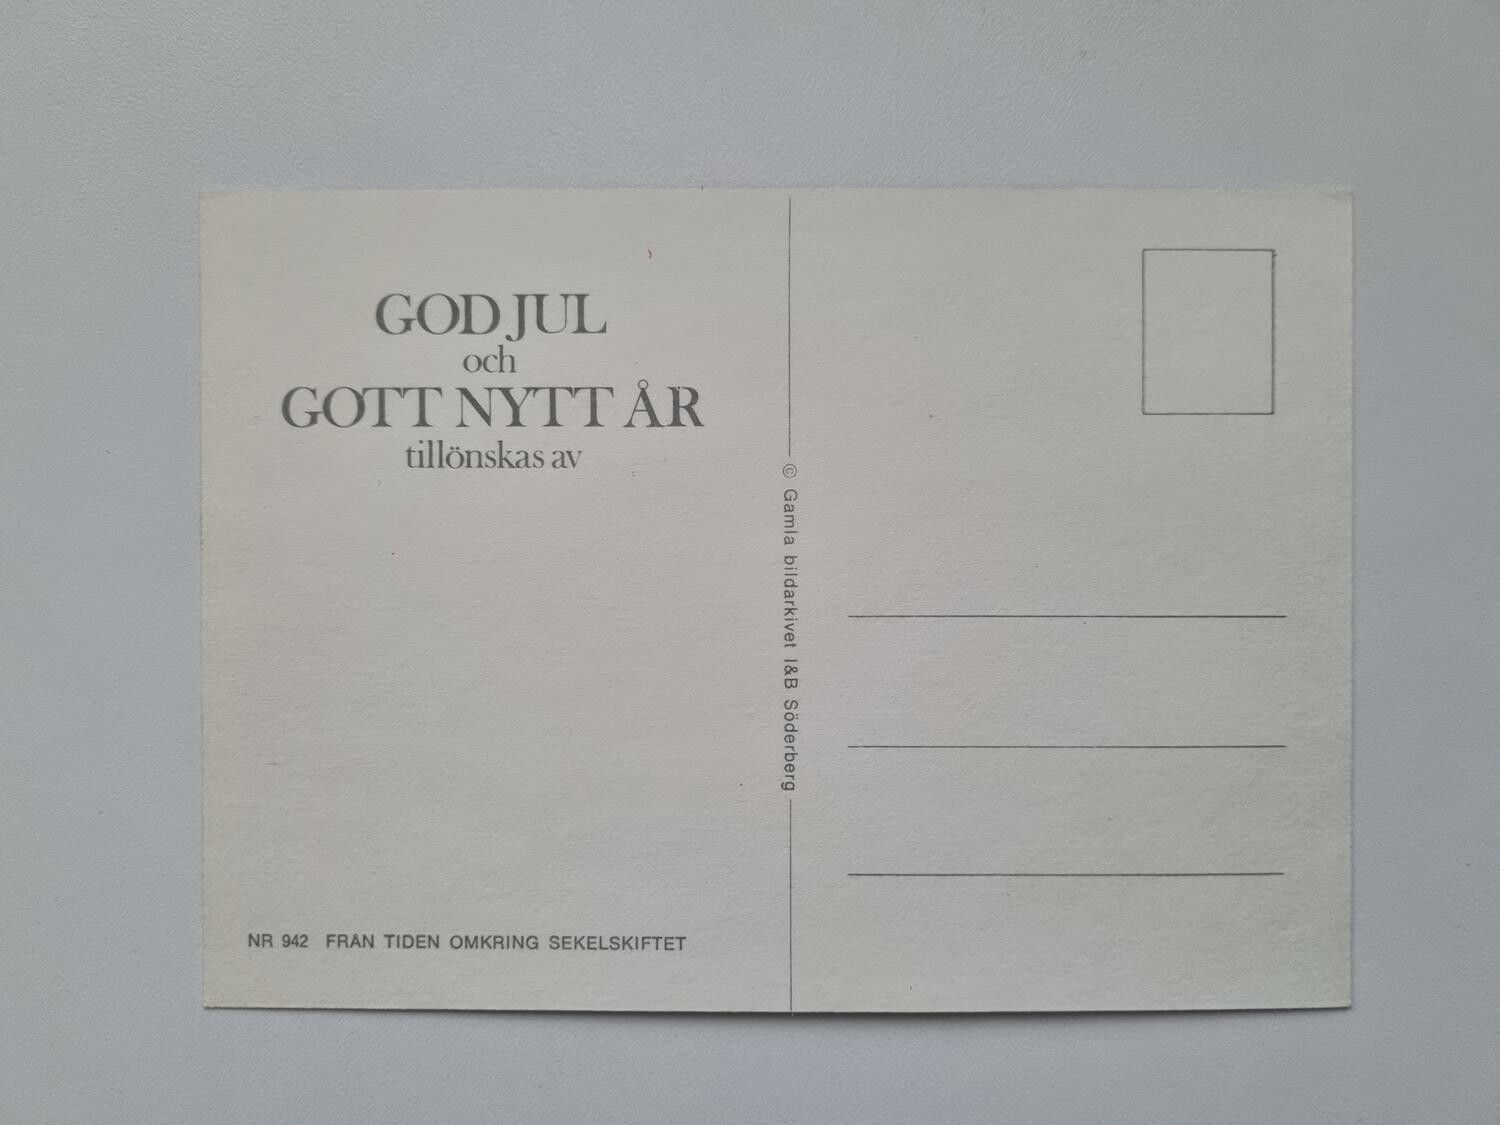 GOD JUL
och
GOTT NYTT ÅR
tillönskas av
NR 942 FRÅN TIDEN OMKRING SEKELSKIFTET
© Gamla bildarkivet I&B Söderberg